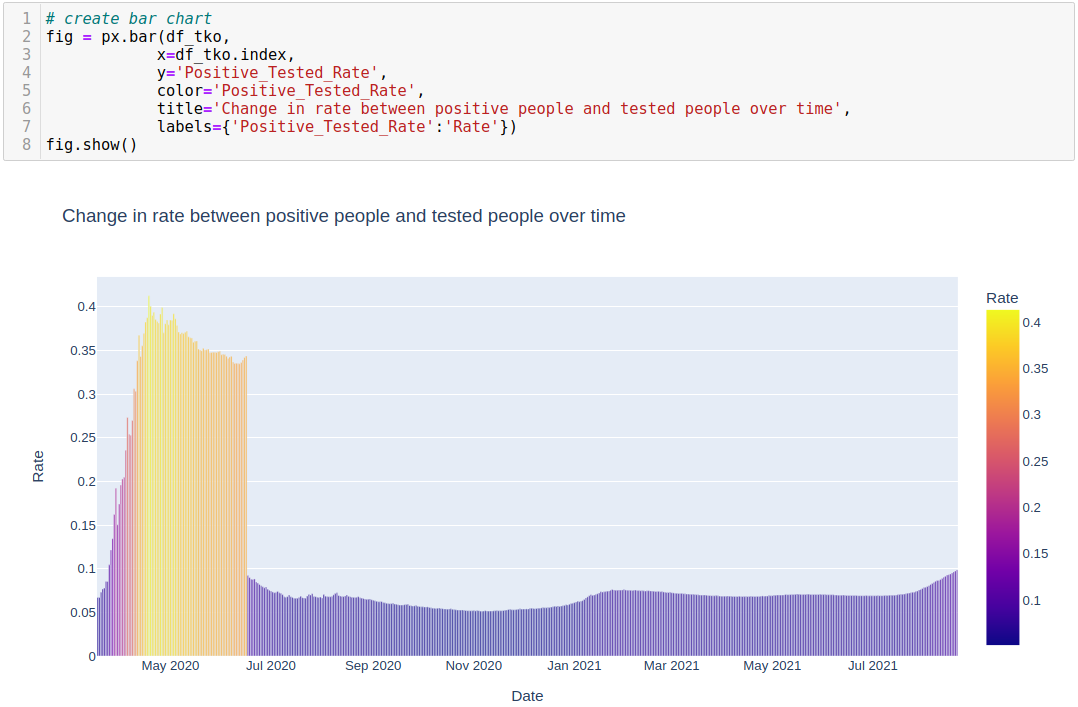 1 # create bar chart
2 fig = px.bar(df_tko,
3 x=df_tko.index,
4 y='Positive_Tested_Rate',
5 color='Positive_Tested_Rate',
6 title='Change in rate between positive people and tested people over time',
7 labels={'Positive_Tested_Rate':'Rate'})
8 fig.show()
Change in rate between positive people and tested people over time
Rate
0.4
0.35
0.3
0.25
0.2
0.15
0.1
0.05
0
May 2020 Jul 2020 Sep 2020 Nov 2020 Jan 2021 Mar 2021 May 2021 Jul 2021
Date
Rate
0.4
0.35
0.3
0.25
0.2
0.15
0.1